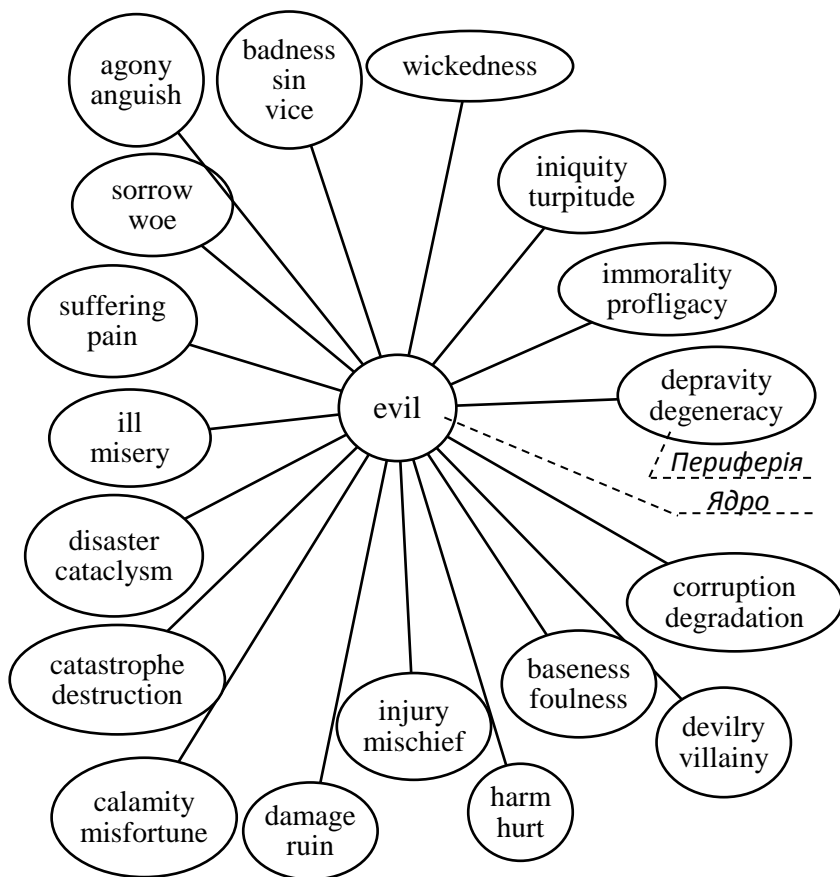 agony
anguish
badness
sin
vice
wickedness
sorrow
woe
iniquity
turpitude
suffering
pain
immorality
profligacy
evil
depravity
degeneracy
ill
misery
Периферія
Ядро
disaster
cataclysm
corruption
degradation
catastrophe
destruction
baseness
foulness
injury
mischief
devilry
villainy
calamity
misfortune
damage
ruin
harm
hurt